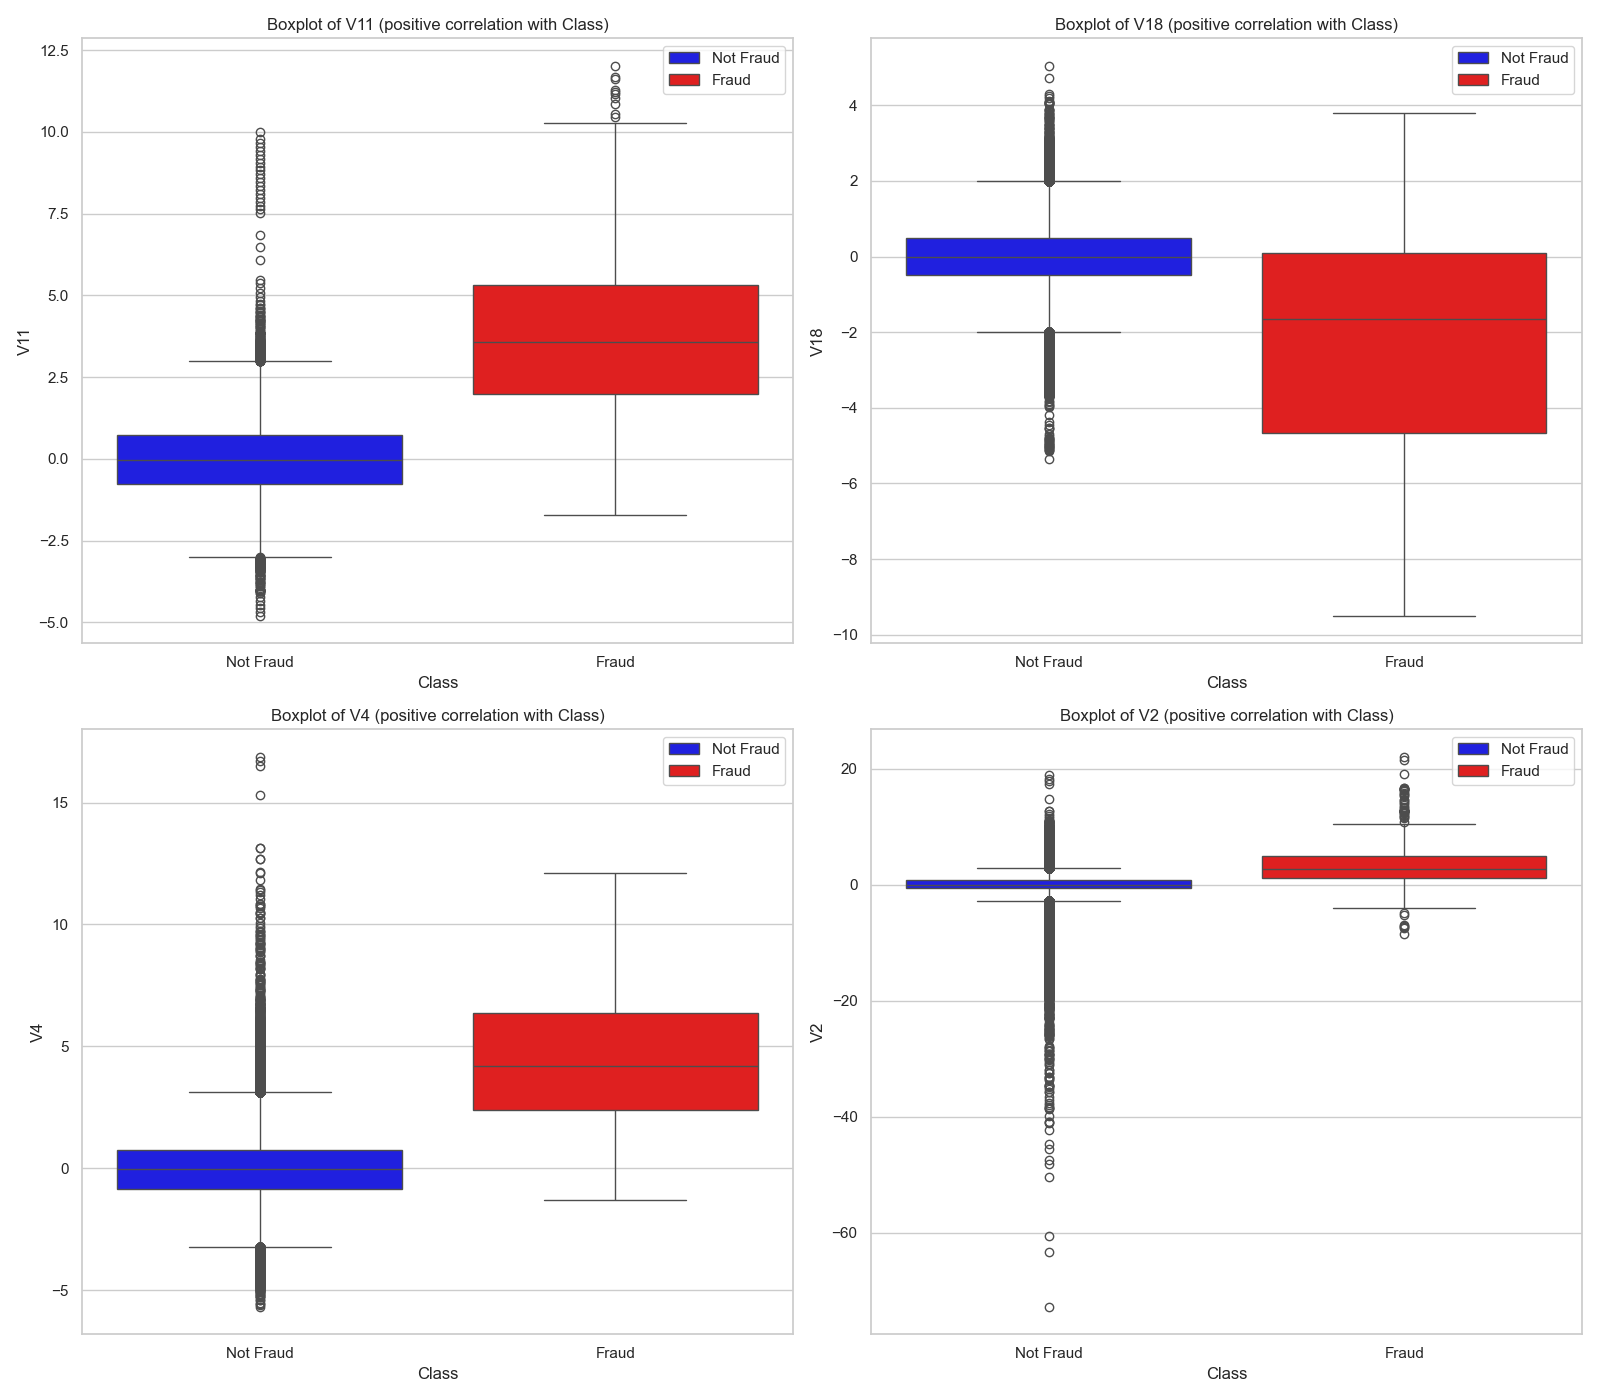 Boxplot of V11 (positive correlation with Class)
12.5
10.0
7.5
5.0
2.5
0.0
−2.5
−5.0
V11
Not Fraud
Fraud
Not Fraud
Fraud
Class
Boxplot of V18 (positive correlation with Class)
4
2
0
−2
−4
−6
−8
−10
V18
Not Fraud
Fraud
Not Fraud
Fraud
Class
Boxplot of V4 (positive correlation with Class)
15
10
5
0
−5
V4
Not Fraud
Fraud
Not Fraud
Fraud
Class
Boxplot of V2 (positive correlation with Class)
20
0
−20
−40
−60
V2
Not Fraud
Fraud
Not Fraud
Fraud
Class